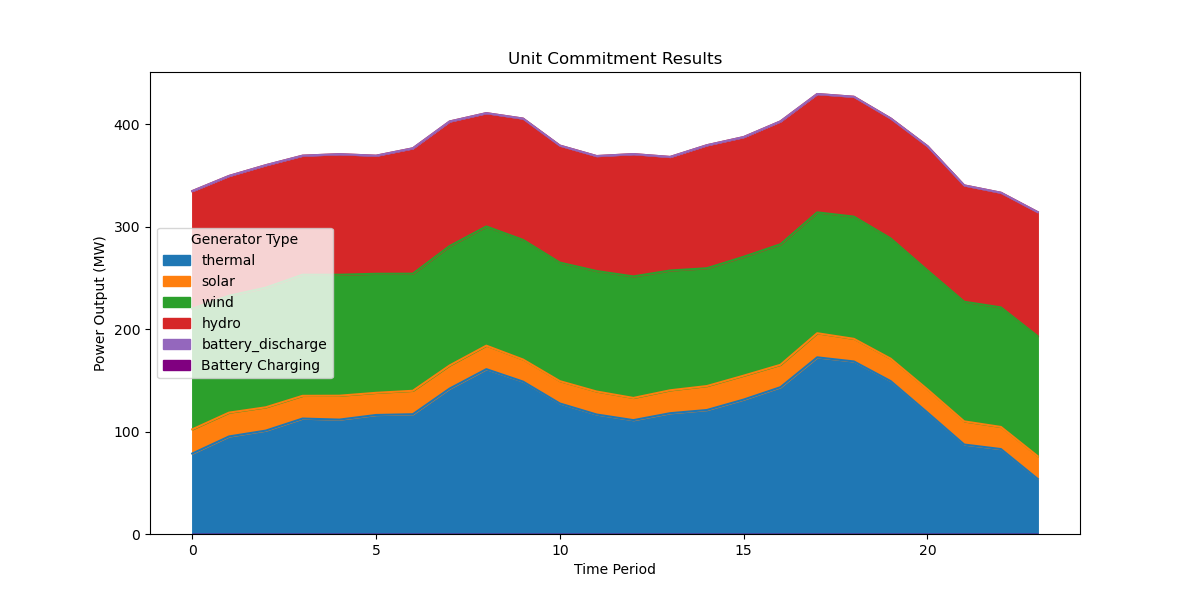 Unit Commitment Results
Power Output (MW)
400
300
200
100
0
Generator Type
thermal
solar
wind
hydro
battery_discharge
Battery Charging
0 5 10 15 20
Time Period